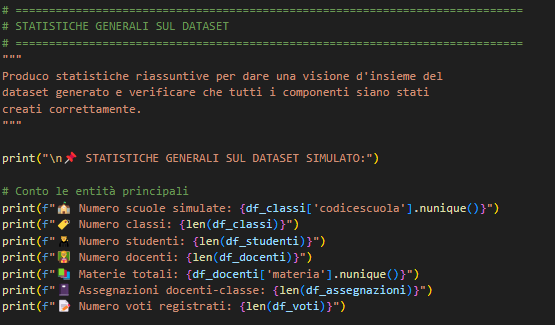 # =============================================================================
# STATISTICHE GENERALI SUL DATASET
# =============================================================================
"""
Produco statistiche riassuntive per dare una visione d'insieme del
dataset generato e verificare che tutti i componenti siano stati
creati correttamente.
"""
print("\n📌 STATISTICHE GENERALI SUL DATASET SIMULATO:")
# Conto le entità principali
print(f"🏫 Numero scuole simulate: {df_classi['codicescuola'].nunique()}")
print(f"🏷️ Numero classi: {len(df_classi)}")
print(f"👩‍🎓 Numero studenti: {len(df_studenti)}")
print(f"👩‍🏫 Numero docenti: {len(df_docenti)}")
print(f"📚 Materie totali: {df_docenti['materia'].nunique()}")
print(f"📓 Assegnazioni docenti-classe: {len(df_assegnazioni)}")
print(f"📝 Numero voti registrati: {len(df_voti)}")